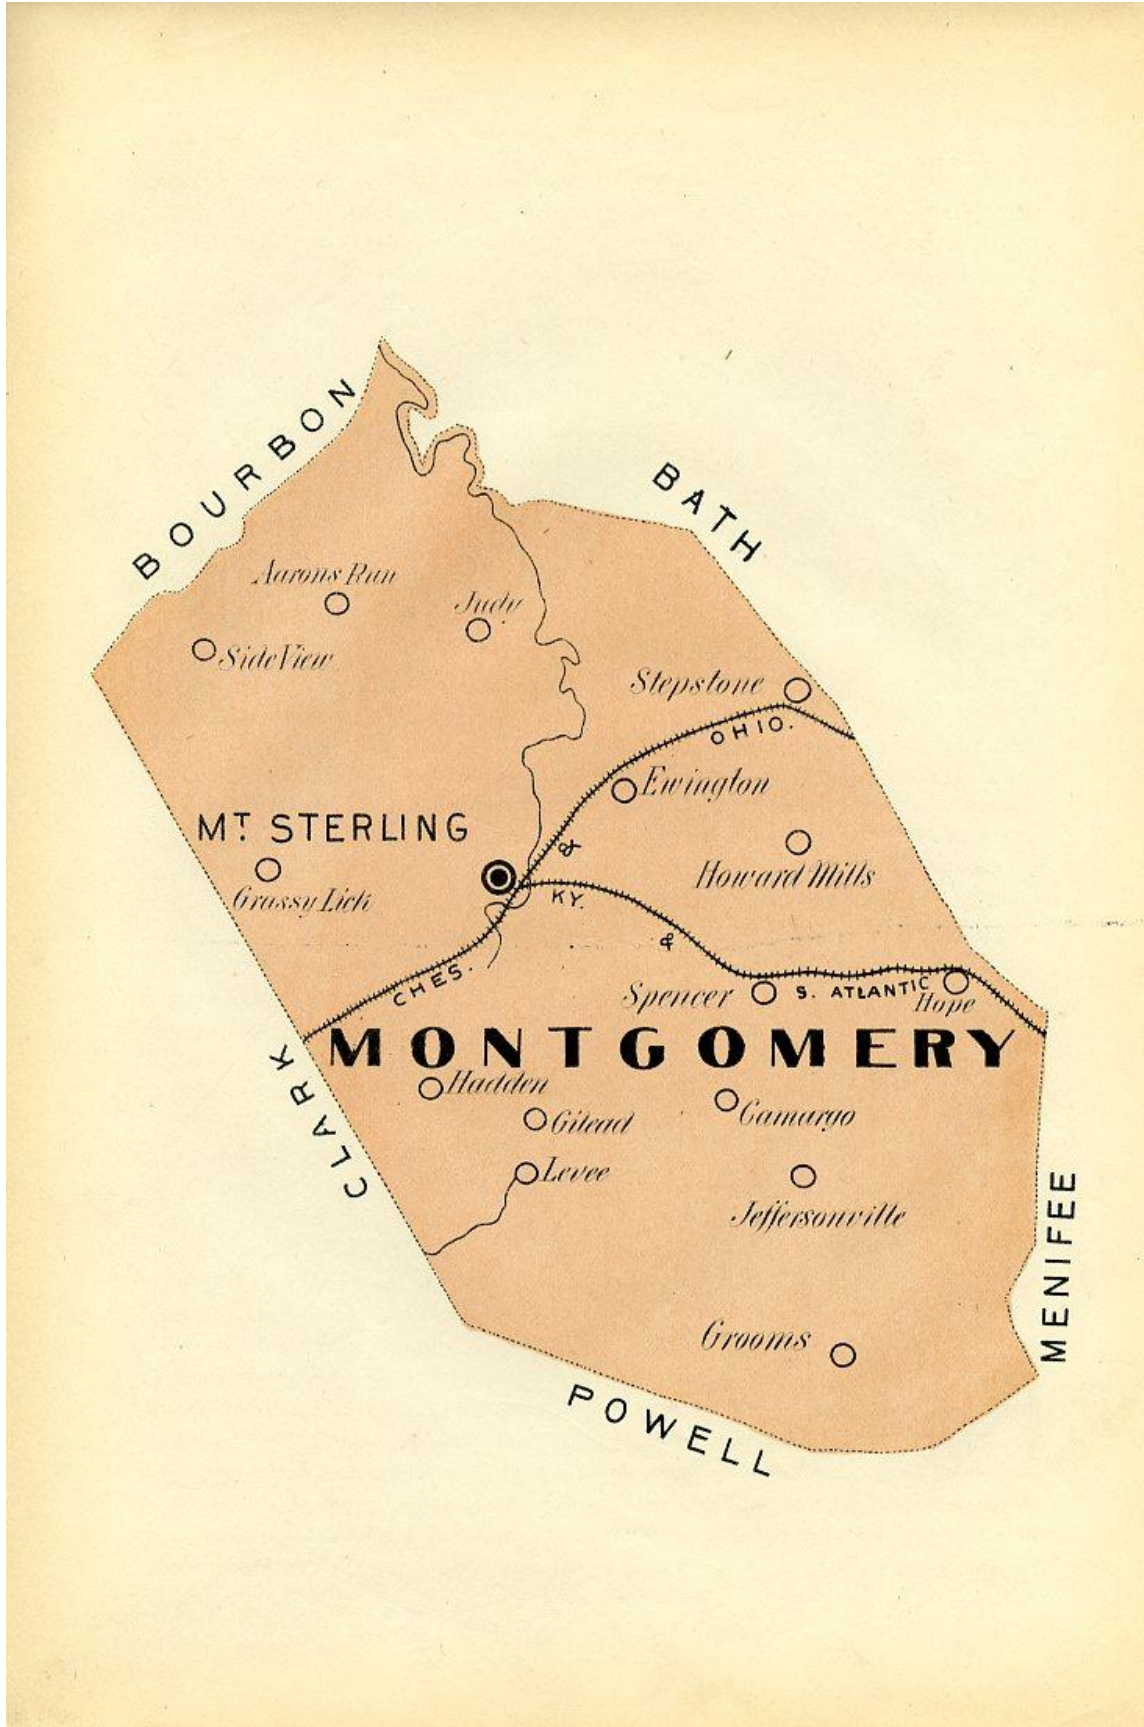 BOURBON
BATH
Aarons Run
Judy
Side View
Stepstone
OHIO.
Ewington
MT. STERLING
&
Howard Mills
Grassy Lick
KY.
&
CHES.
Spencer
S. ATLANTIC
Hope
MONTGOMERY
CLARK
Hadden
Gilead
Camargo
Levee
Jeffersonville
MENIFEE
Grooms
POWELL